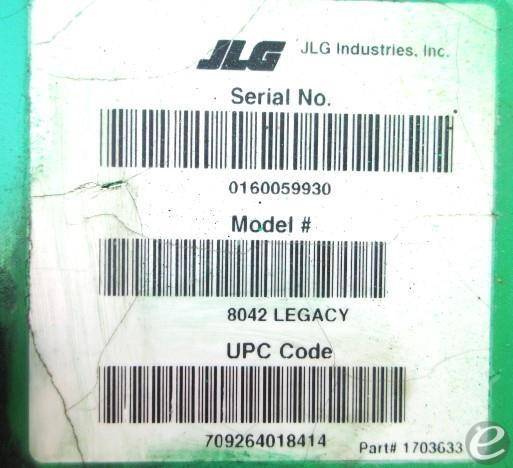 JLG JLG Industries, Inc.
Serial No.
0160059930
Model #
8042 LEGACY
UPC Code
709264018414
Part# 1703633
e